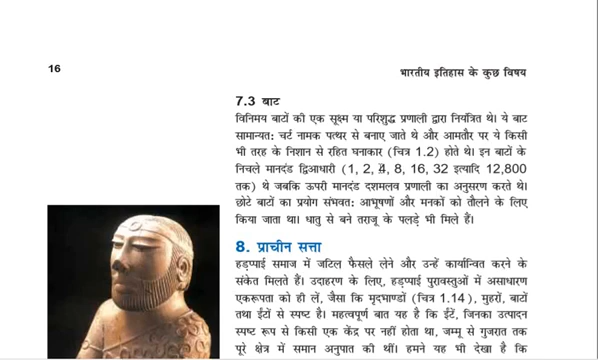 16
भारतीय इतिहास के कुछ विषय
7.3 बाट
विनिमय बाटों की एक सूक्ष्म या परिशुद्ध प्रणाली द्वारा नियंत्रित थे। ये बाट
सामान्यत: चर्ट नामक पत्थर से बनाए जाते थे और आमतौर पर ये किसी
भी तरह के निशान से रहित घनाकार (चित्र 1.2) होते थे। इन बाटों के
निचले मानदंड द्विआधारी (1, 2, 4, 8, 16, 32 इत्यादि 12,800
तक) थे जबकि ऊपरी मानदंड दशमलव प्रणाली का अनुसरण करते थे।
छोटे बाटों का प्रयोग संभवत: आभूषणों और मनकों को तौलने के लिए
किया जाता था। धातु से बने तराजू के पलड़े भी मिले हैं।
8. प्राचीन सत्ता
हड़प्पाई समाज में जटिल फैसले लेने और उन्हें कार्यान्वित करने के
संकेत मिलते हैं। उदाहरण के लिए, हड़प्पाई पुरावस्तुओं में असाधारण
एकरूपता को ही लें, जैसा कि मृदभाण्डों (चित्र 1.14), मुहरों, बाटों
तथा ईंटों से स्पष्ट है। महत्वपूर्ण बात यह है कि ईंटें, जिनका उत्पादन
स्पष्ट रूप से किसी एक केंद्र पर नहीं होता था, जम्मू से गुजरात तक
पूरे क्षेत्र में समान अनुपात की थीं। हमने यह भी देखा है कि